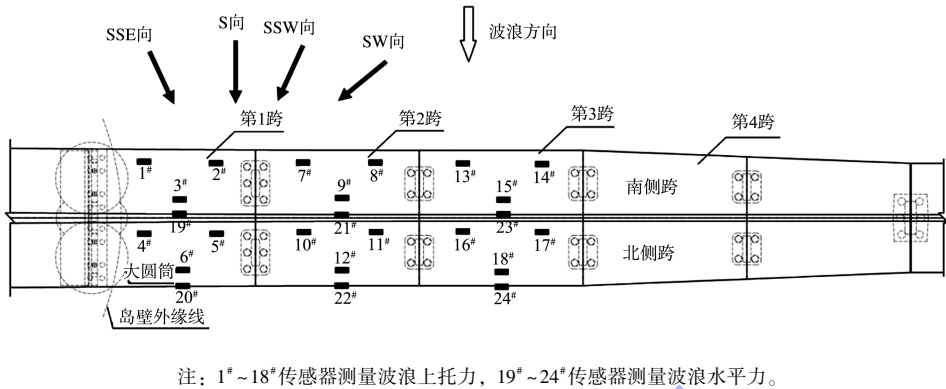 SSE向 S向 SSW向 SW向 波浪方向
第1跨 第2跨 第3跨 第4跨
1# 2# 7# 8# 13# 14#
3# 9# 15# 南侧跨
19# 21# 23#
4# 5# 10# 11# 16# 17# 北侧跨
6# 12# 18#
大圆筒
20# 22# 24#
岛壁外缘线
注：1#~18#传感器测量波浪上托力，19#~24#传感器测量波浪水平力。